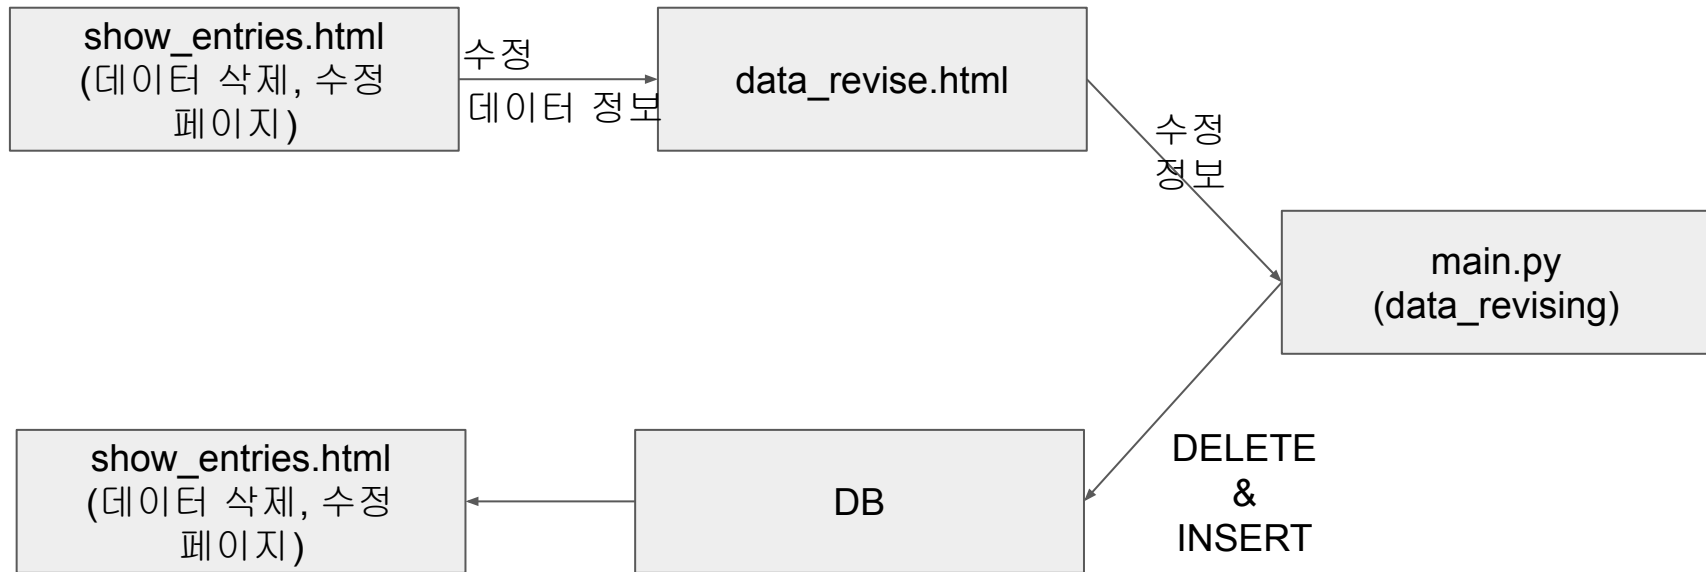 show_entries.html
(데이터 삭제, 수정
페이지)
수정
데이터 정보
data_revise.html
수정
정보
main.py
(data_revising)
show_entries.html
(데이터 삭제, 수정
페이지)
DB
DELETE
&
INSERT